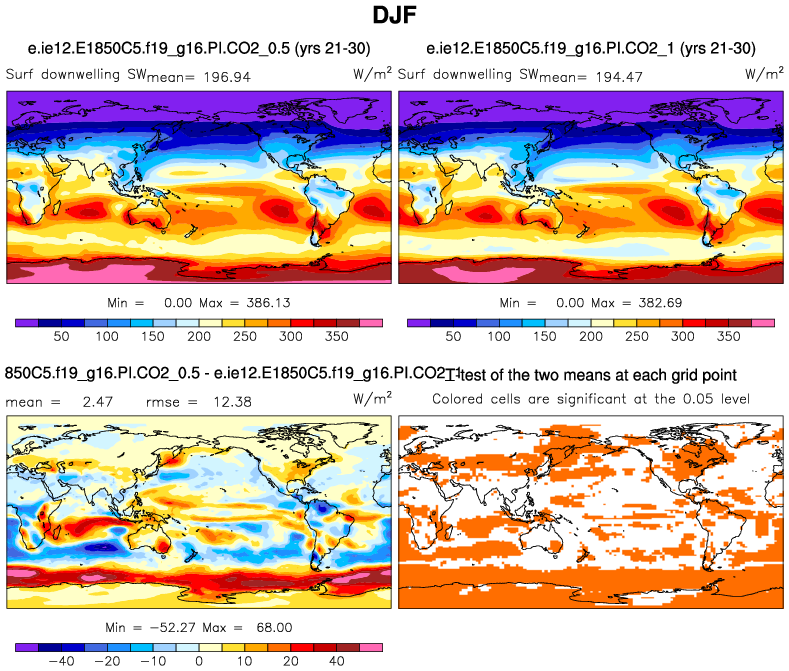 DJF
e.ie12.E1850C5.f19_g16.PI.CO2_0.5 (yrs 21-30)
e.ie12.E1850C5.f19_g16.PI.CO2_1 (yrs 21-30)
Surf downwelling SW mean= 196.94 W/m²
Surf downwelling SW mean= 194.47 W/m²
Min = 0.00 Max = 386.13
Min = 0.00 Max = 382.69
50 100 150 200 250 300 350
50 100 150 200 250 300 350
850C5.f19_g16.PI.CO2_0.5 - e.ie12.E1850C5.f19_g16.PI.CO2
T-test of the two means at each grid point
mean = 2.47 rmse = 12.38 W/m²
Colored cells are significant at the 0.05 level
Min = -52.27 Max = 68.00
-40 -20 -10 0 10 20 40